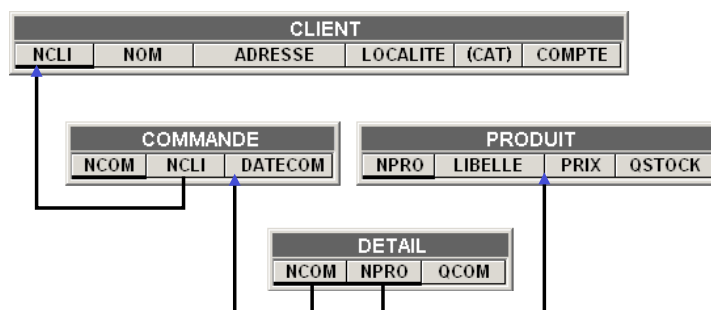 CLIENT
NCLI NOM ADRESSE LOCALITE (CAT) COMPTE
COMMANDE
NCOM NCLI DATECOM
PRODUIT
NPRO LIBELLE PRIX QSTOCK
DETAIL
NCOM NPRO QCOM